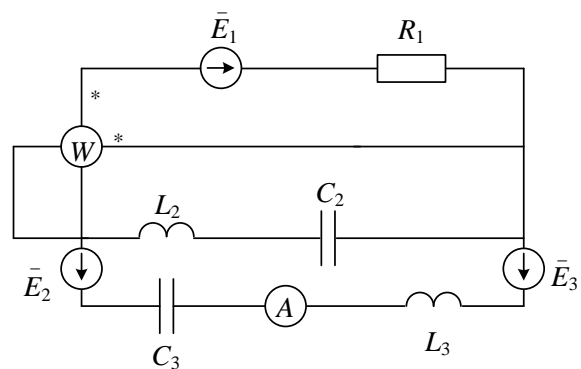 Ē₁ R₁
*
*
W
L₂ C₂
Ē₂ Ē₃
A
C₃ L₃